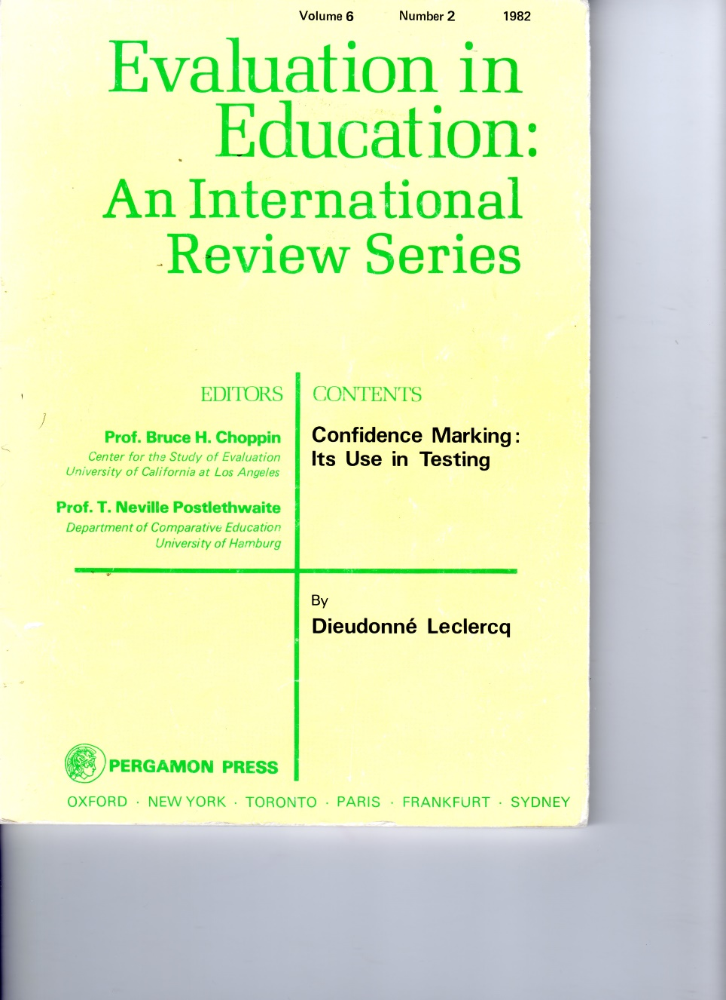 Volume 6 Number 2 1982
Evaluation in
Education:
An International
Review Series
EDITORS
Prof. Bruce H. Choppin
Center for the Study of Evaluation
University of California at Los Angeles
Prof. T. Neville Postlethwaite
Department of Comparative Education
University of Hamburg
CONTENTS
Confidence Marking:
Its Use in Testing
By
Dieudonné Leclercq
PERGAMON PRESS
OXFORD · NEW YORK · TORONTO · PARIS · FRANKFURT · SYDNEY